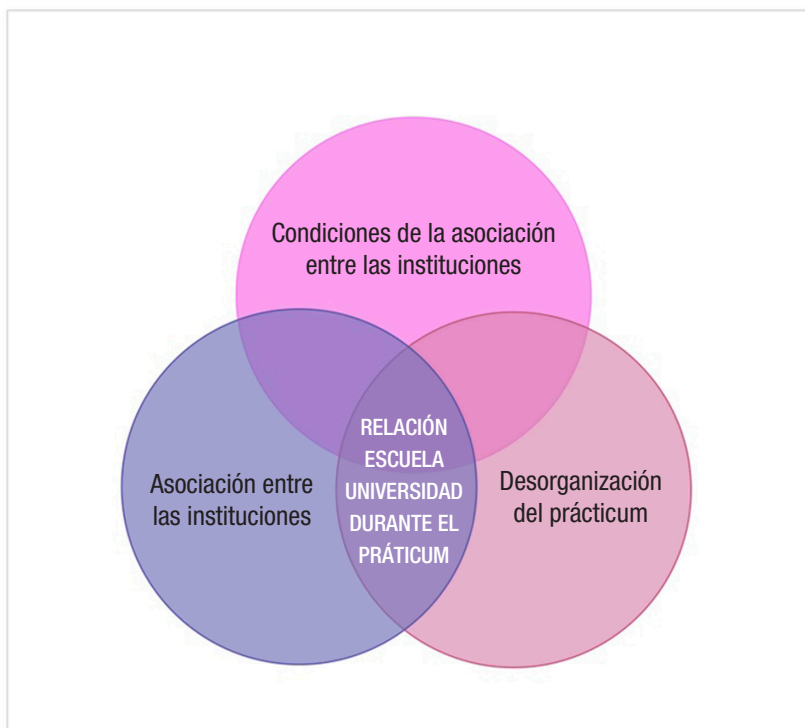 Condiciones de la asociación
entre las instituciones
Asociación entre
las instituciones
RELACIÓN
ESCUELA
UNIVERSIDAD
DURANTE EL
PRÁTICUM
Desorganización
del prácticum